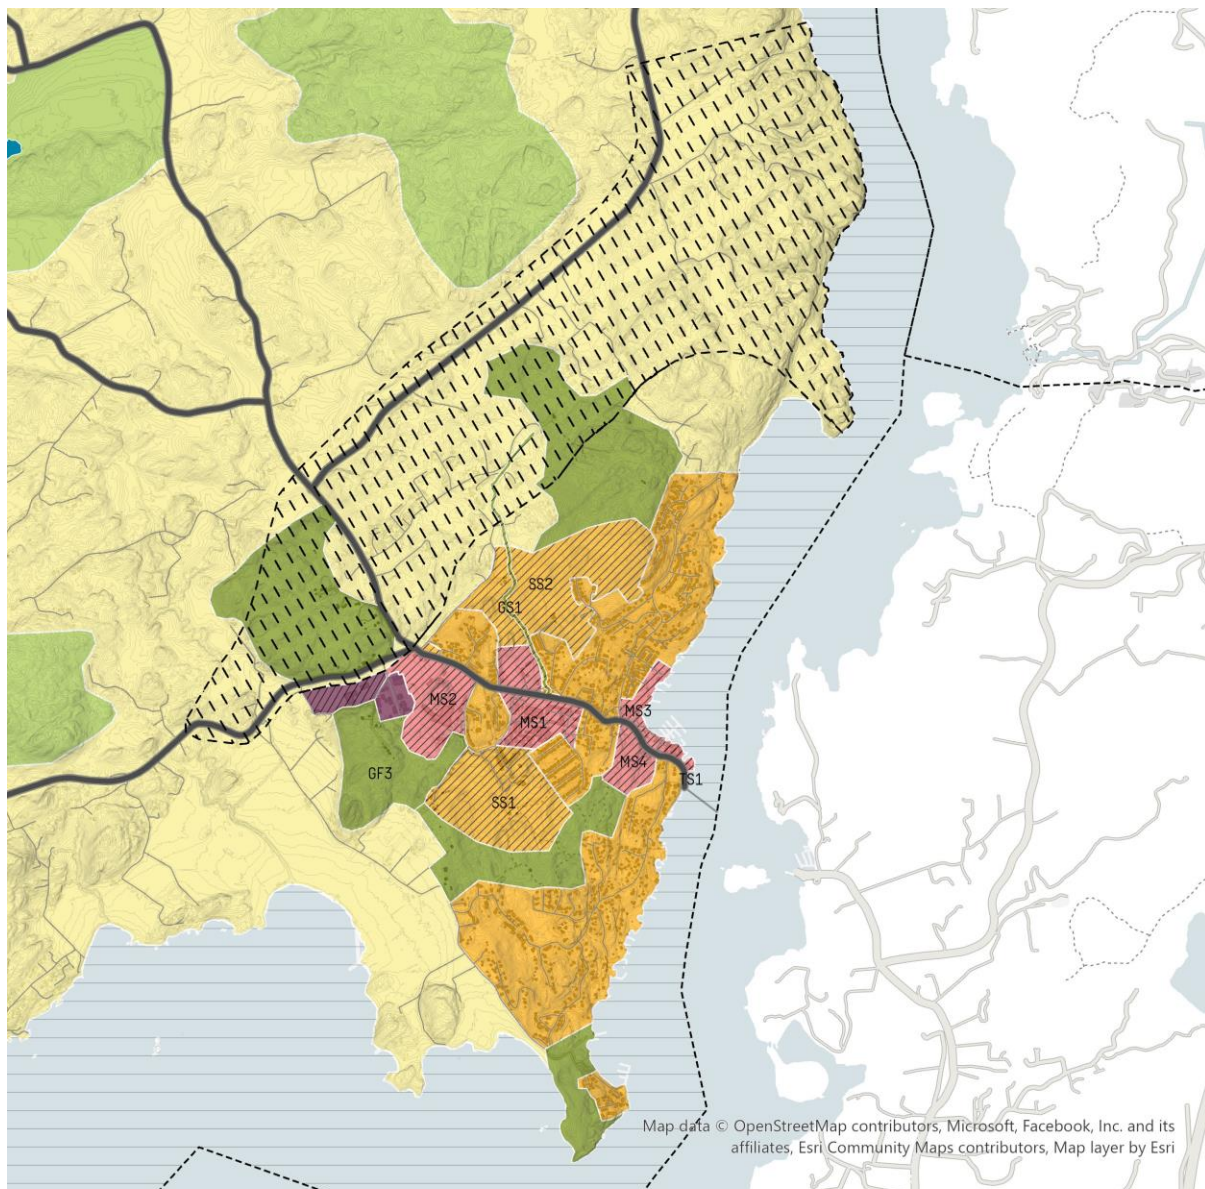 SS2
GS1
MS2
MS3
MS1
MS4
GF3
TS1
SS1
Map data © OpenStreetMap contributors, Microsoft, Facebook, Inc. and its
affiliates, Esri Community Maps contributors, Map layer by Esri